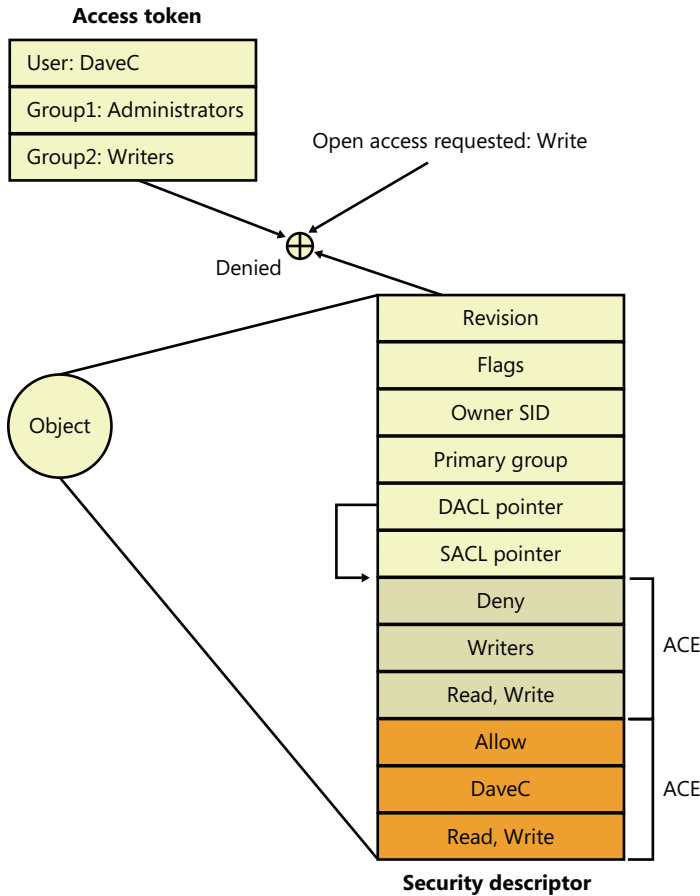 Access token
User: DaveC
Group1: Administrators
Group2: Writers
Open access requested: Write
Denied
Object
Revision
Flags
Owner SID
Primary group
DACL pointer
SACL pointer
Deny
Writers
Read, Write
ACE
Allow
DaveC
Read, Write
ACE
Security descriptor